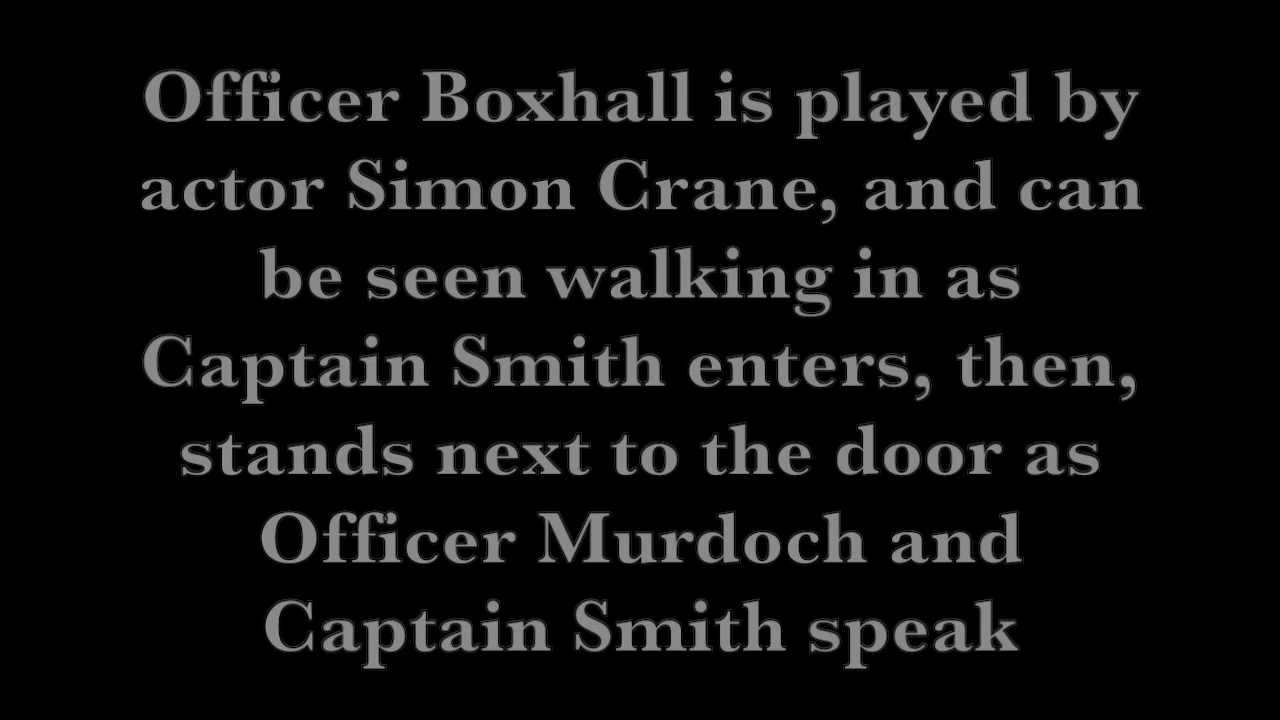 Officer Boxhall is played by
actor Simon Crane, and can
be seen walking in as
Captain Smith enters, then,
stands next to the door as
Officer Murdoch and
Captain Smith speak